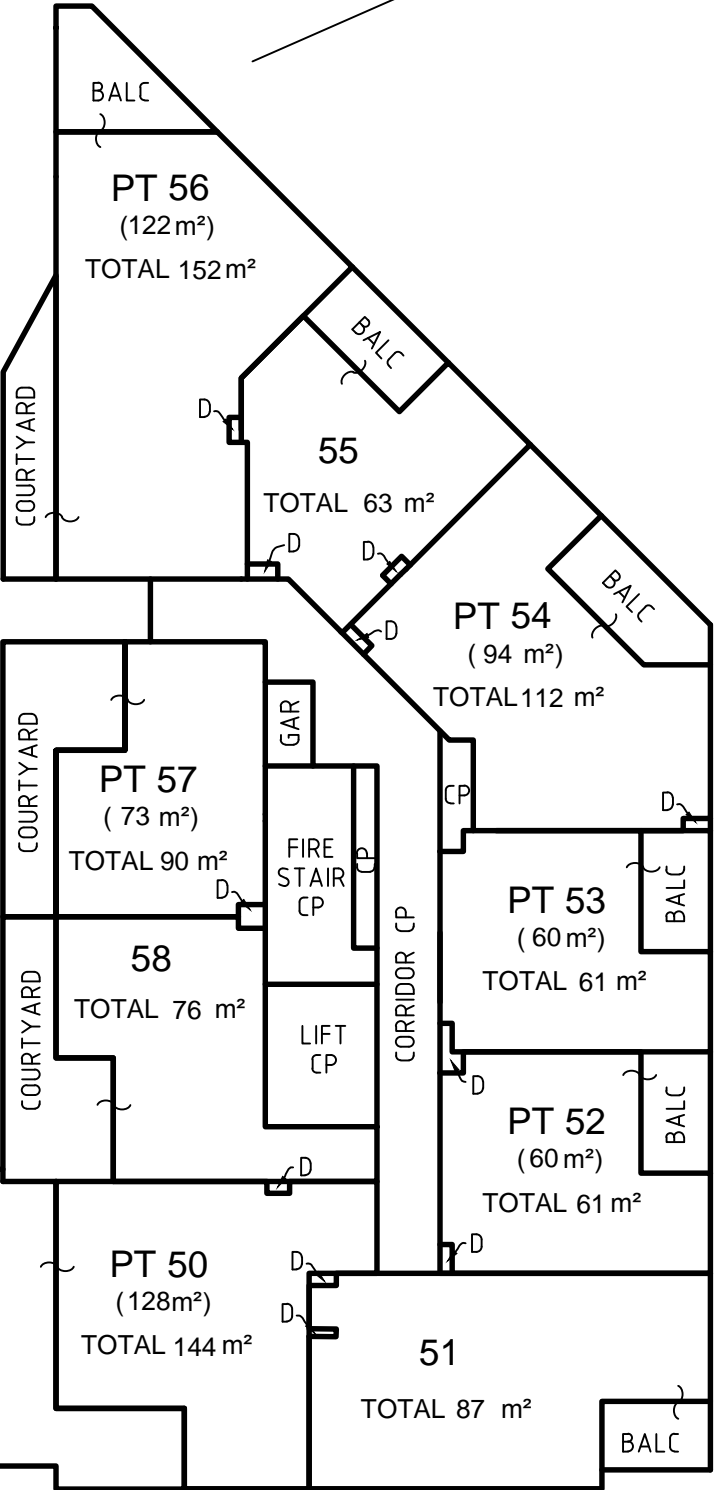 BALC
PT 56
(122 m²)
TOTAL 152 m²
COURTYARD
D
BALC
55
TOTAL 63 m²
D
D
BALC
PT 54
( 94 m²)
TOTAL 112 m²
D
D
COURTYARD
GAR
PT 57
( 73 m²)
TOTAL 90 m²
D
FIRE
STAIR
CP
CP
CP
CORRIDOR CP
PT 53
( 60 m²)
TOTAL 61 m²
BALC
COURTYARD
58
TOTAL 76 m²
LIFT
CP
D
PT 52
(60 m²)
TOTAL 61 m²
BALC
D
D
PT 50
(128m²)
TOTAL 144 m²
D
D
51
TOTAL 87 m²
BALC